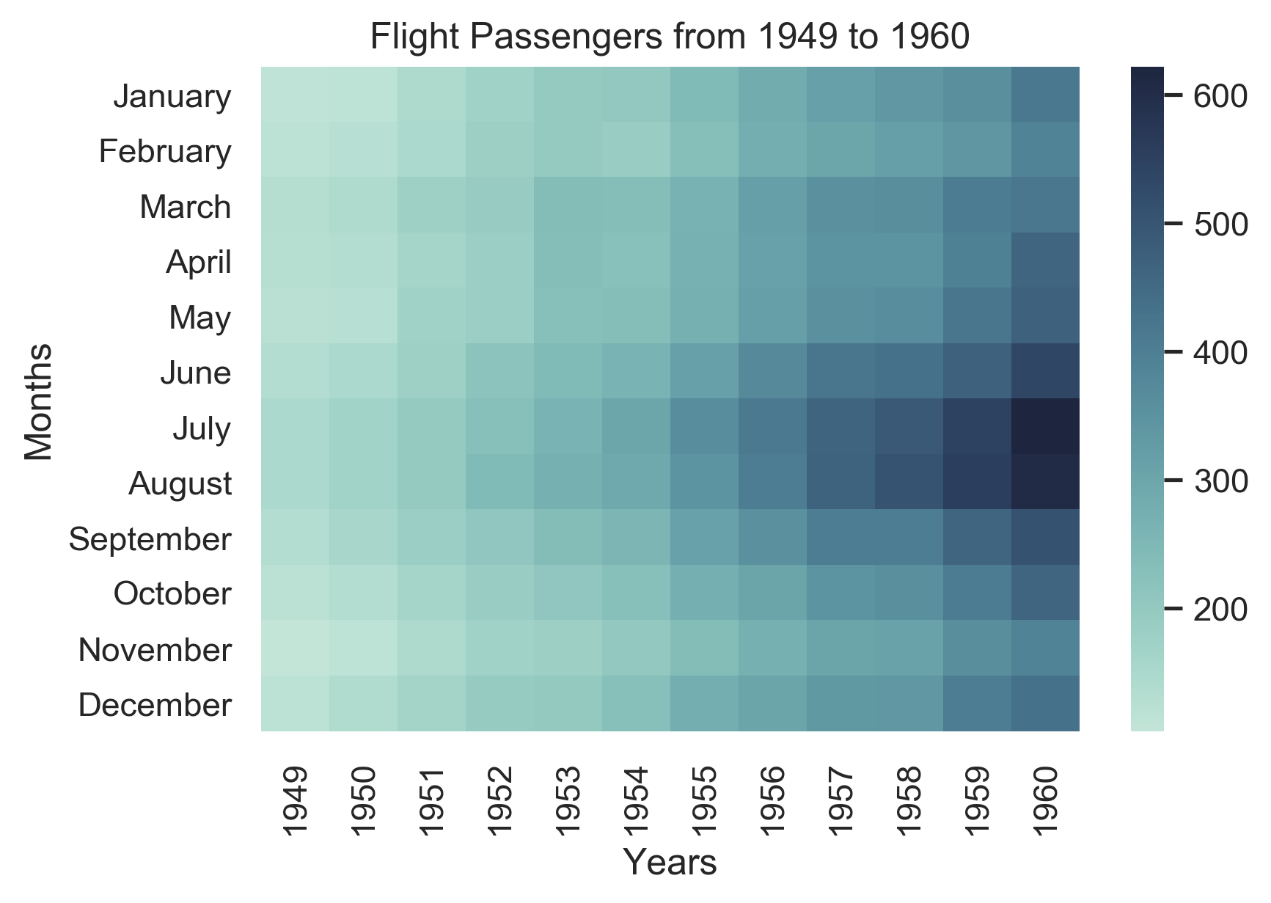 Flight Passengers from 1949 to 1960
January
February
March
April
May
June
July
August
September
October
November
December
Months
1949
1950
1951
1952
1953
1954
1955
1956
1957
1958
1959
1960
Years
600
500
400
300
200